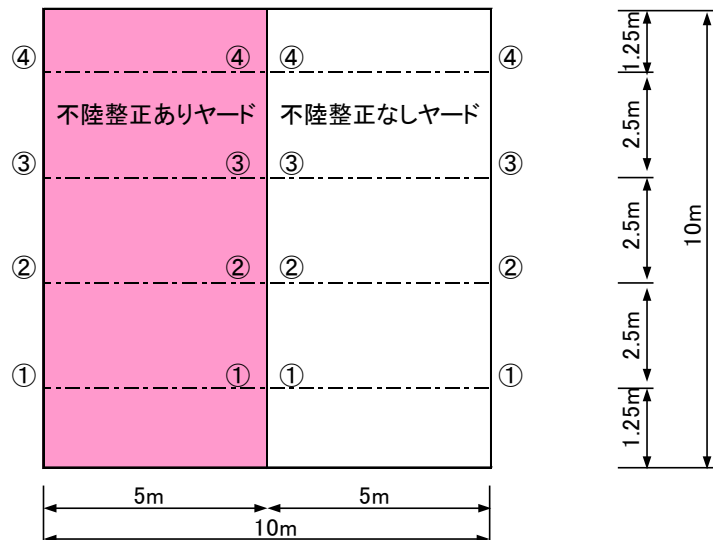 ④ ④ ④ ④ 1.25m
不陸整正ありヤード 不陸整正なしヤード
2.5m
③ ③ ③ ③
2.5m 10m
② ② ② ②
2.5m
① ① ① ①
1.25m
5m 5m
10m